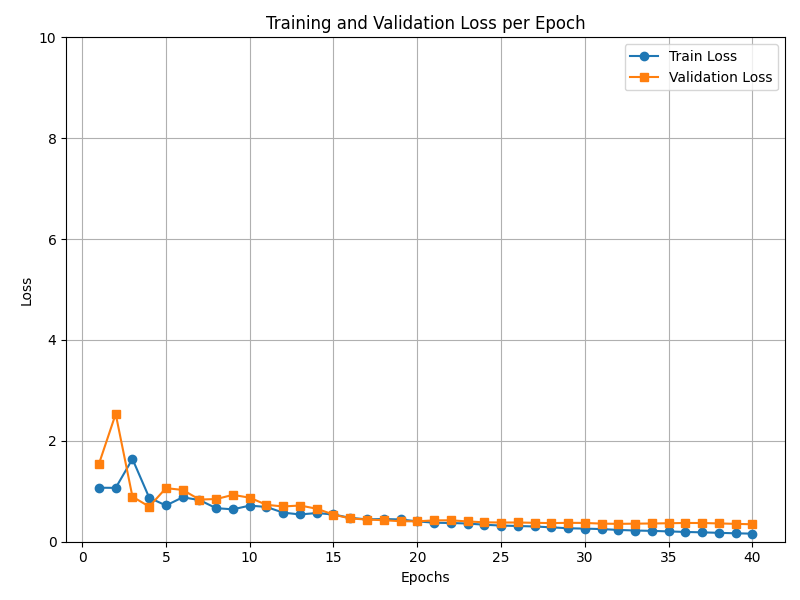 Training and Validation Loss per Epoch
Train Loss
Validation Loss
10
8
6
4
2
0
Loss
0 5 10 15 20 25 30 35 40
Epochs